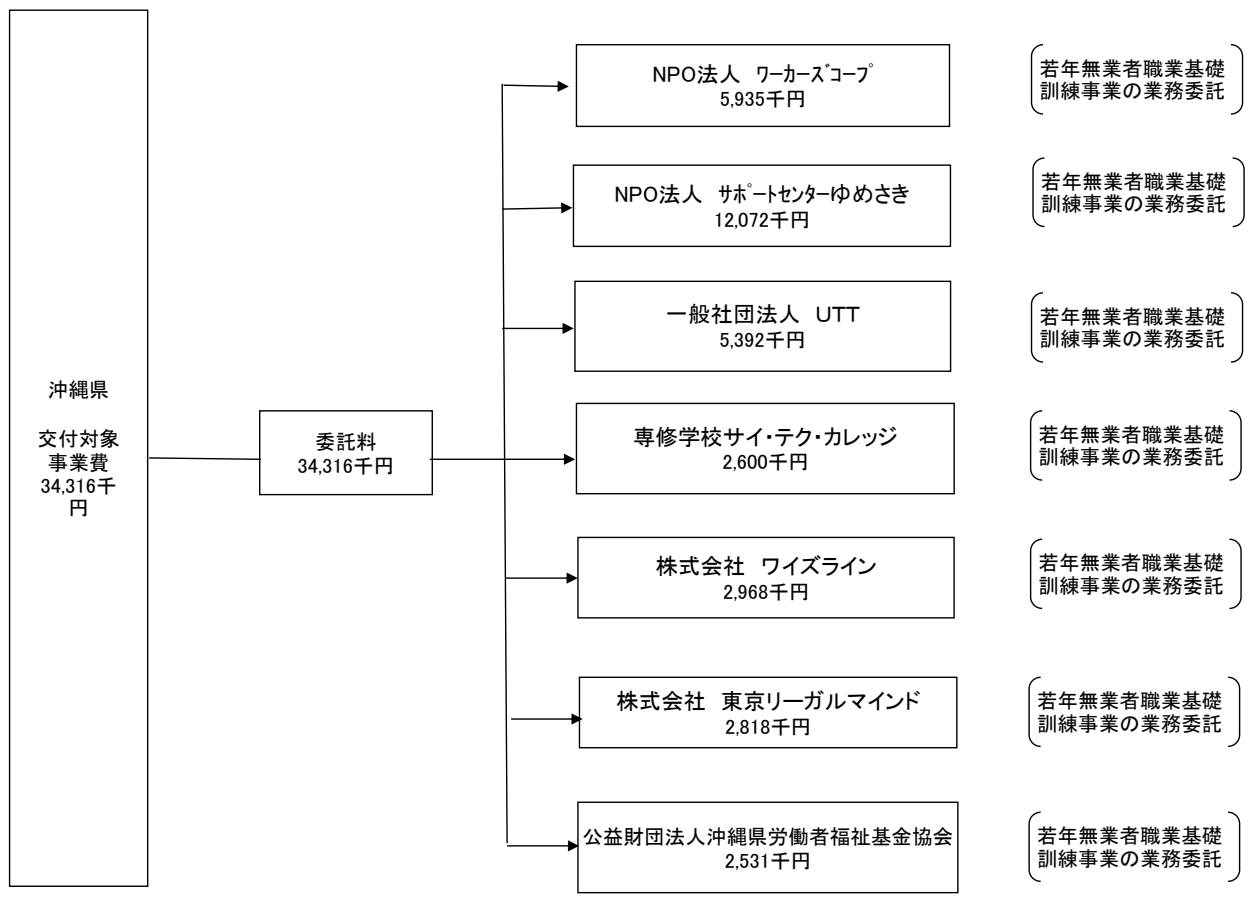 沖縄県
交付対象
事業費
34,316千
円
委託料
34,316千円
NPO法人　ﾜｰｶｰｽﾞｺｰﾌﾟ
5,935千円
若年無業者職業基礎
訓練事業の業務委託
NPO法人　ｻﾎﾟｰﾄｾﾝﾀｰゆめさき
12,072千円
若年無業者職業基礎
訓練事業の業務委託
一般社団法人　ＵＴＴ
5,392千円
若年無業者職業基礎
訓練事業の業務委託
専修学校サイ・テク・カレッジ
2,600千円
若年無業者職業基礎
訓練事業の業務委託
株式会社　ワイズライン
2,968千円
若年無業者職業基礎
訓練事業の業務委託
株式会社　東京リーガルマインド
2,818千円
若年無業者職業基礎
訓練事業の業務委託
公益財団法人沖縄県労働者福祉基金協会
2,531千円
若年無業者職業基礎
訓練事業の業務委託